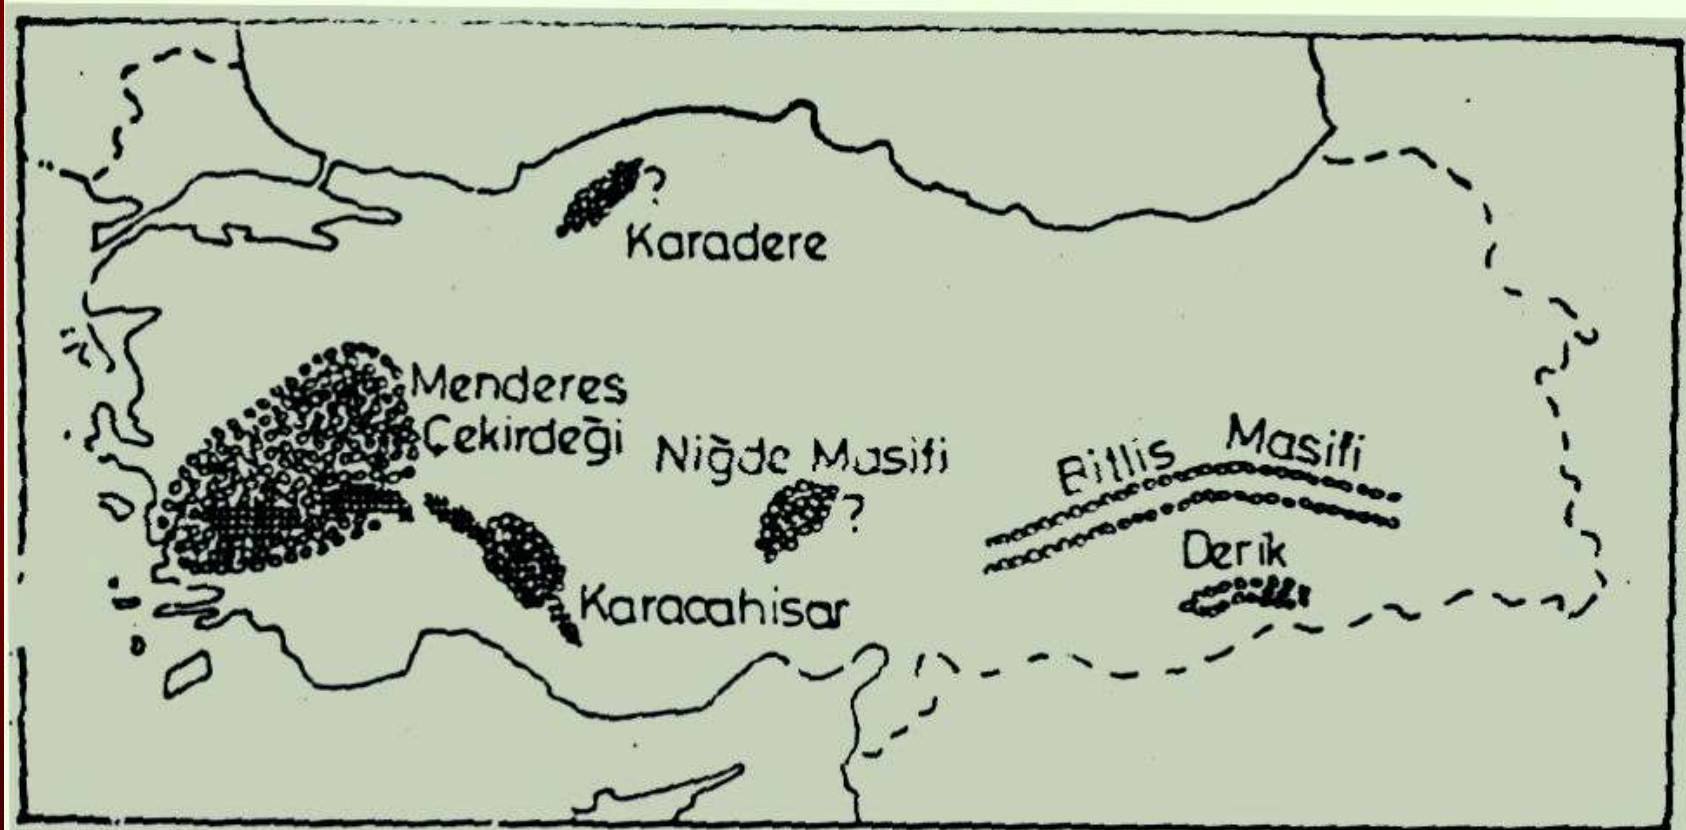 ?
Karadere
Menderes
Çekirdeği
Niğde Masifi
?
Bitlis Masifi
Derik
Karacahisar